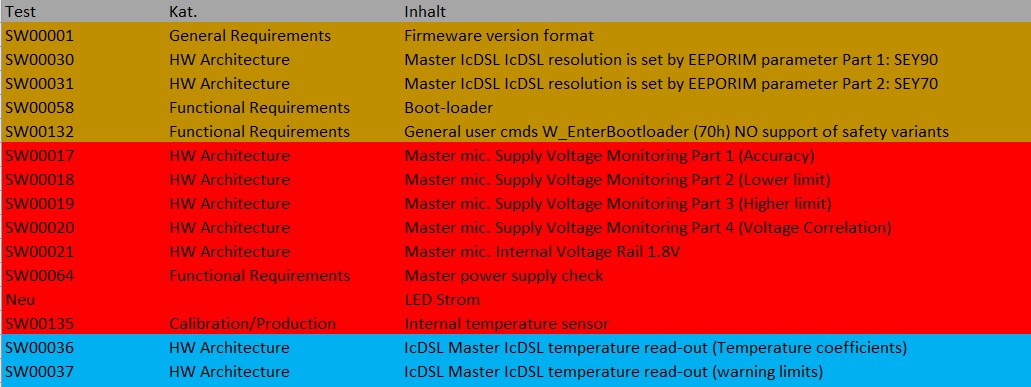 Test Kat. Inhalt
SW00001 General Requirements Firmeware version format
SW00030 HW Architecture Master IcDSL IcDSL resolution is set by EEPORIM parameter Part 1: SEY90
SW00031 HW Architecture Master IcDSL IcDSL resolution is set by EEPORIM parameter Part 2: SEY70
SW00058 Functional Requirements Boot-loader
SW00132 Functional Requirements General user cmds W_EnterBootloader (70h) NO support of safety variants
SW00017 HW Architecture Master mic. Supply Voltage Monitoring Part 1 (Accuracy)
SW00018 HW Architecture Master mic. Supply Voltage Monitoring Part 2 (Lower limit)
SW00019 HW Architecture Master mic. Supply Voltage Monitoring Part 3 (Higher limit)
SW00020 HW Architecture Master mic. Supply Voltage Monitoring Part 4 (Voltage Correlation)
SW00021 HW Architecture Master mic. Internal Voltage Rail 1.8V
SW00064 Functional Requirements Master power supply check
Neu LED Strom
SW00135 Calibration/Production Internal temperature sensor
SW00036 HW Architecture IcDSL Master IcDSL temperature read-out (Temperature coefficients)
SW00037 HW Architecture IcDSL Master IcDSL temperature read-out (warning limits)